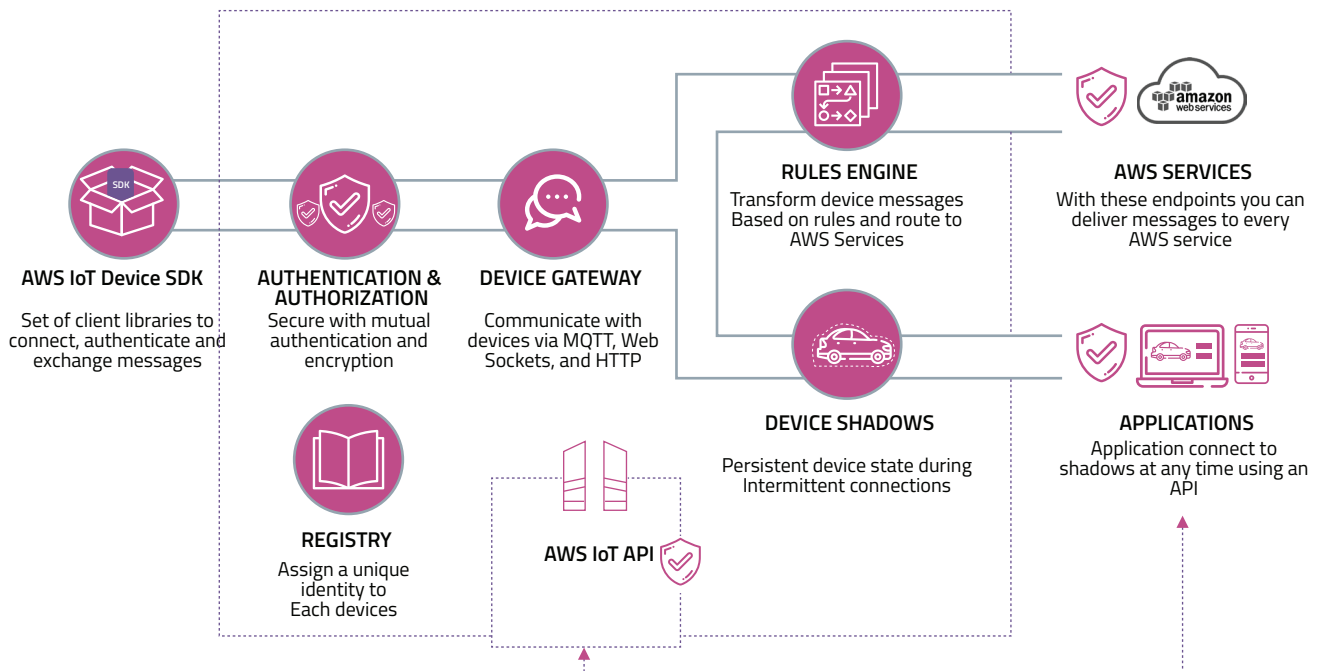 SDK
AWS IoT Device SDK
Set of client libraries to
connect, authenticate and
exchange messages
AUTHENTICATION &
AUTHORIZATION
Secure with mutual
authentication and
encryption
DEVICE GATEWAY
Communicate with
devices via MQTT, Web
Sockets, and HTTP
RULES ENGINE
Transform device messages
Based on rules and route to
AWS Services
amazon
webservices
AWS SERVICES
With these endpoints you can
deliver messages to every
AWS service
DEVICE SHADOWS
Persistent device state during
Intermittent connections
APPLICATIONS
Application connect to
shadows at any time using an
API
REGISTRY
Assign a unique
identity to
Each devices
AWS IoT API